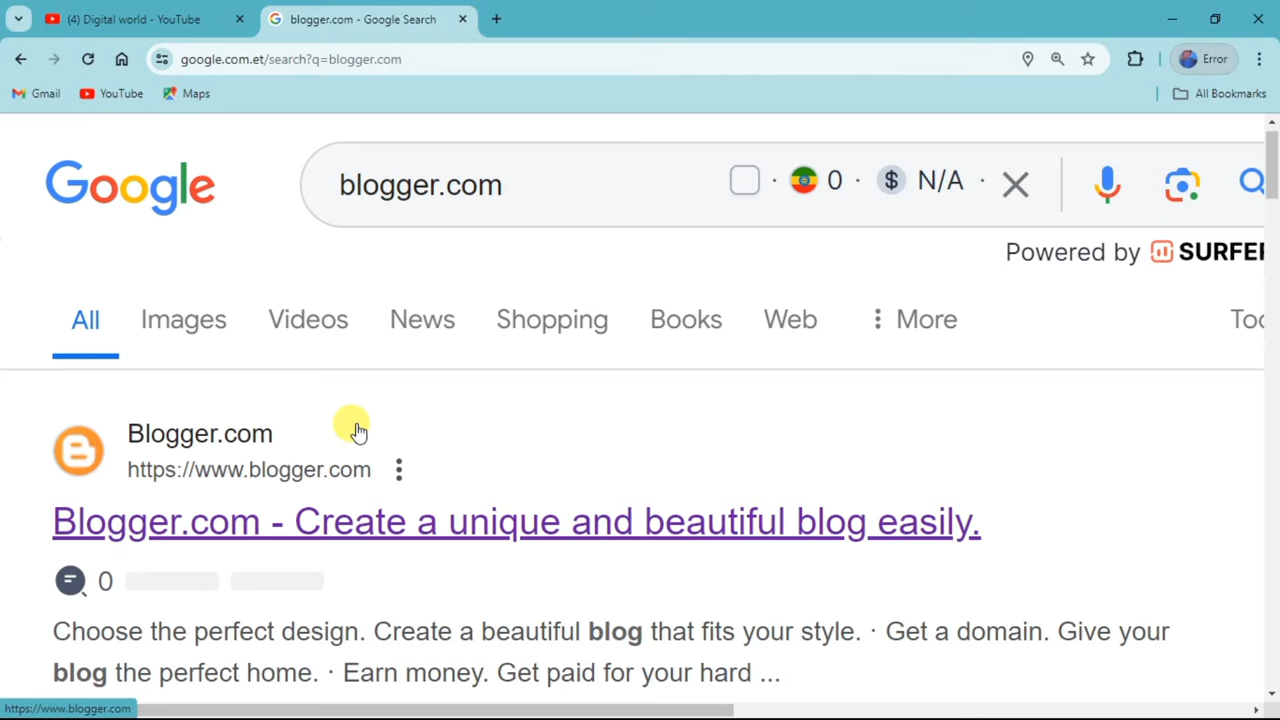 (4) Digital world - YouTube
blogger.com - Google Search
google.com.et/search?q=blogger.com
Error
Gmail
YouTube
Maps
All Bookmarks
Google
blogger.com
· 0 · $ N/A ·
Powered by SURFER
All
Images
Videos
News
Shopping
Books
Web
More
Blogger.com
https://www.blogger.com
Blogger.com - Create a unique and beautiful blog easily.
0
Choose the perfect design. Create a beautiful blog that fits your style. · Get a domain. Give your
blog the perfect home. · Earn money. Get paid for your hard ...
https://www.blogger.com